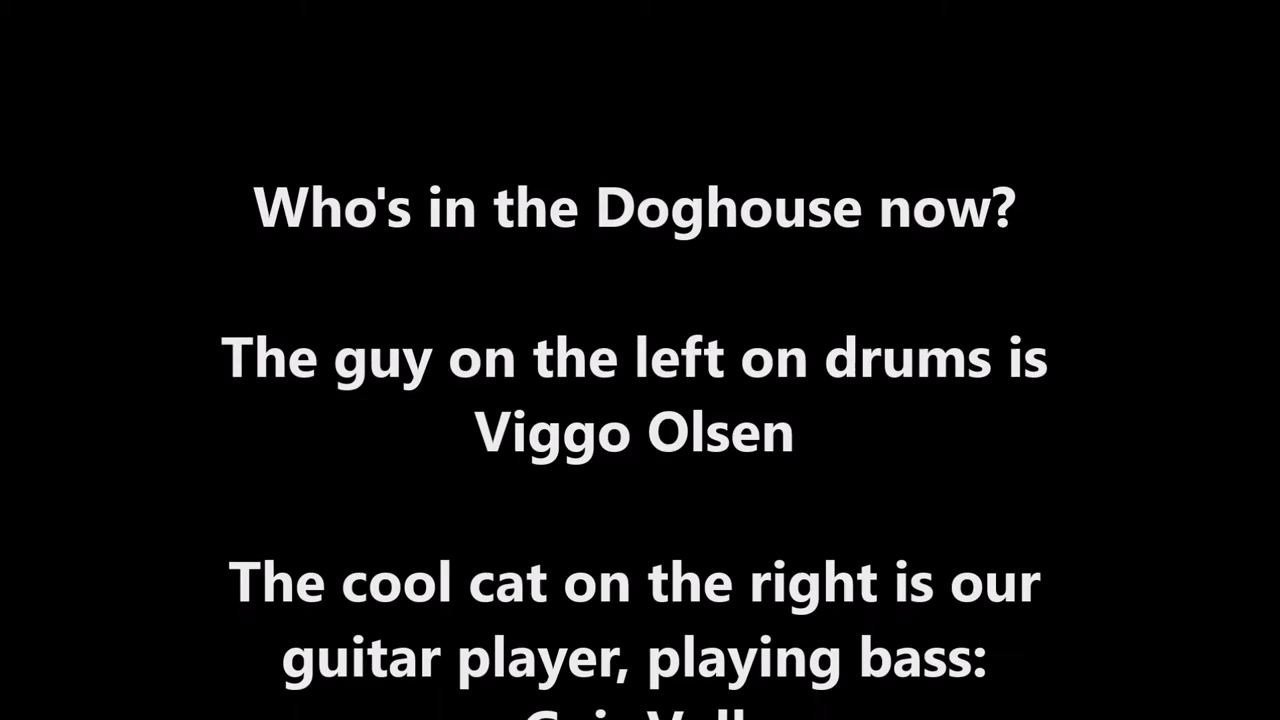 Who's in the Doghouse now?
The guy on the left on drums is
Viggo Olsen
The cool cat on the right is our
guitar player, playing bass: